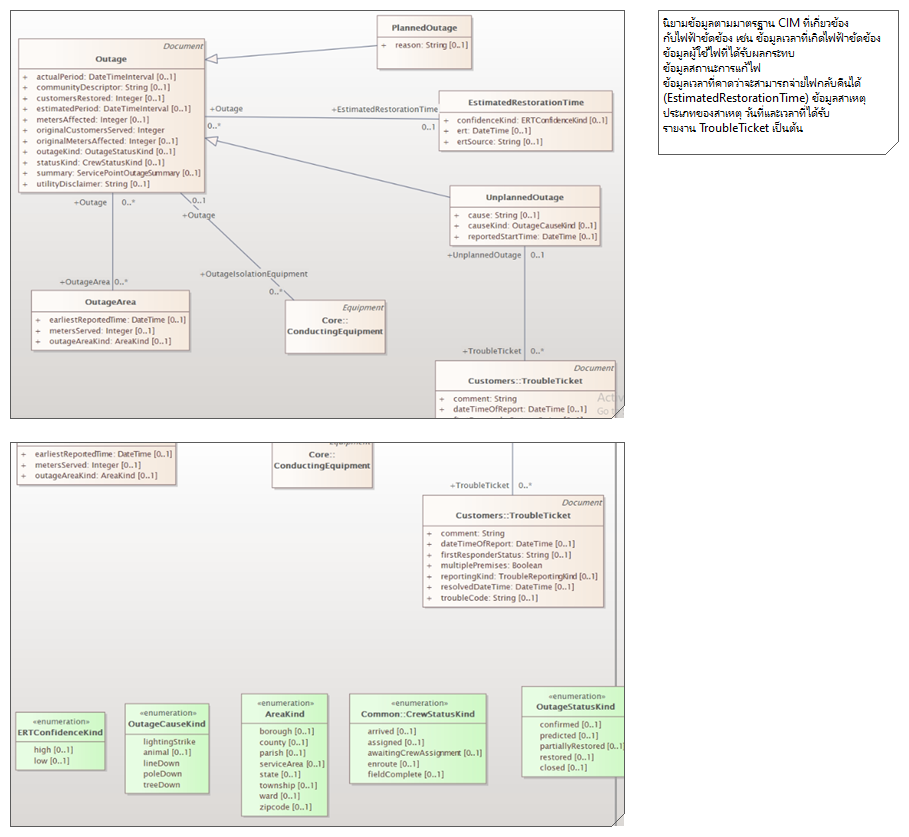 Document
Outage
+ actualPeriod: DateTimeInterval [0..1]
+ communityDescriptor: String [0..1]
+ customersRestored: Integer [0..1]
+ estimatedPeriod: DateTimeInterval [0..1]
+ metersAffected: Integer [0..1]
+ originalCustomersServed: Integer
+ originalMetersAffected: Integer [0..1]
+ outageKind: OutageStatusKind [0..1]
+ statusKind: CrewStatusKind [0..1]
+ summary: ServicePointOutageSummary [0..1]
+ utilityDisclaimer: String [0..1]
PlannedOutage
+ reason: String [0..1]
+Outage
0..*
+EstimatedRestorationTime
0..1
EstimatedRestorationTime
+ confidenceKind: ERTConfidenceKind [0..1]
+ ert: DateTime [0..1]
+ ertSource: String [0..1]
UnplannedOutage
+ cause: String [0..1]
+ causeKind: OutageCauseKind [0..1]
+ reportedStartTime: DateTime [0..1]
+Outage 0..*
0..1
+Outage
+UnplannedOutage 0..1
+OutageIsolationEquipment
0..*
+OutageArea 0..*
OutageArea
+ earliestReportedTime: DateTime [0..1]
+ metersServed: Integer [0..1]
+ outageAreaKind: AreaKind [0..1]
Equipment
Core::
ConductingEquipment
+TroubleTicket 0..*
Document
Customers::TroubleTicket
+ comment: String
+ dateTimeOfReport: DateTime [0..1]
นิยามข้อมูลตามมาตรฐาน CIM ที่เกี่ยวข้อง
กับไฟฟ้าขัดข้อง เช่น ข้อมูลเวลาที่เกิดไฟฟ้าขัดข้อง
ข้อมูลผู้ใช้ไฟที่ได้รับผลกระทบ
ข้อมูลสถานะการแก้ไฟ
ข้อมูลเวลาที่คาดว่าจะสามารถจ่ายไฟกลับคืนได้
(EstimatedRestorationTime) ข้อมูลสาเหตุ
ประเภทของสาเหตุ วันที่และเวลาที่ได้รับ
รายงาน TroubleTicket เป็นต้น
+ earliestReportedTime: DateTime [0..1]
+ metersServed: Integer [0..1]
+ outageAreaKind: AreaKind [0..1]
Equipment
Core::
ConductingEquipment
+TroubleTicket 0..*
Document
Customers::TroubleTicket
+ comment: String
+ dateTimeOfReport: DateTime [0..1]
+ firstResponderStatus: String [0..1]
+ multiplePremises: Boolean
+ reportingKind: TroubleReportingKind [0..1]
+ resolvedDateTime: DateTime [0..1]
+ troubleCode: String [0..1]
«enumeration»
ERTConfidenceKind
high [0..1]
low [0..1]
«enumeration»
OutageCauseKind
lightingStrike
animal [0..1]
lineDown
poleDown
treeDown
«enumeration»
AreaKind
borough [0..1]
county [0..1]
parish [0..1]
serviceArea [0..1]
state [0..1]
township [0..1]
ward [0..1]
zipcode [0..1]
«enumeration»
Common::CrewStatusKind
arrived [0..1]
assigned [0..1]
awaitingCrewAssignment [0..1]
enroute [0..1]
fieldComplete [0..1]
«enumeration»
OutageStatusKind
confirmed [0..1]
predicted [0..1]
partiallyRestored [0..1]
restored [0..1]
closed [0..1]